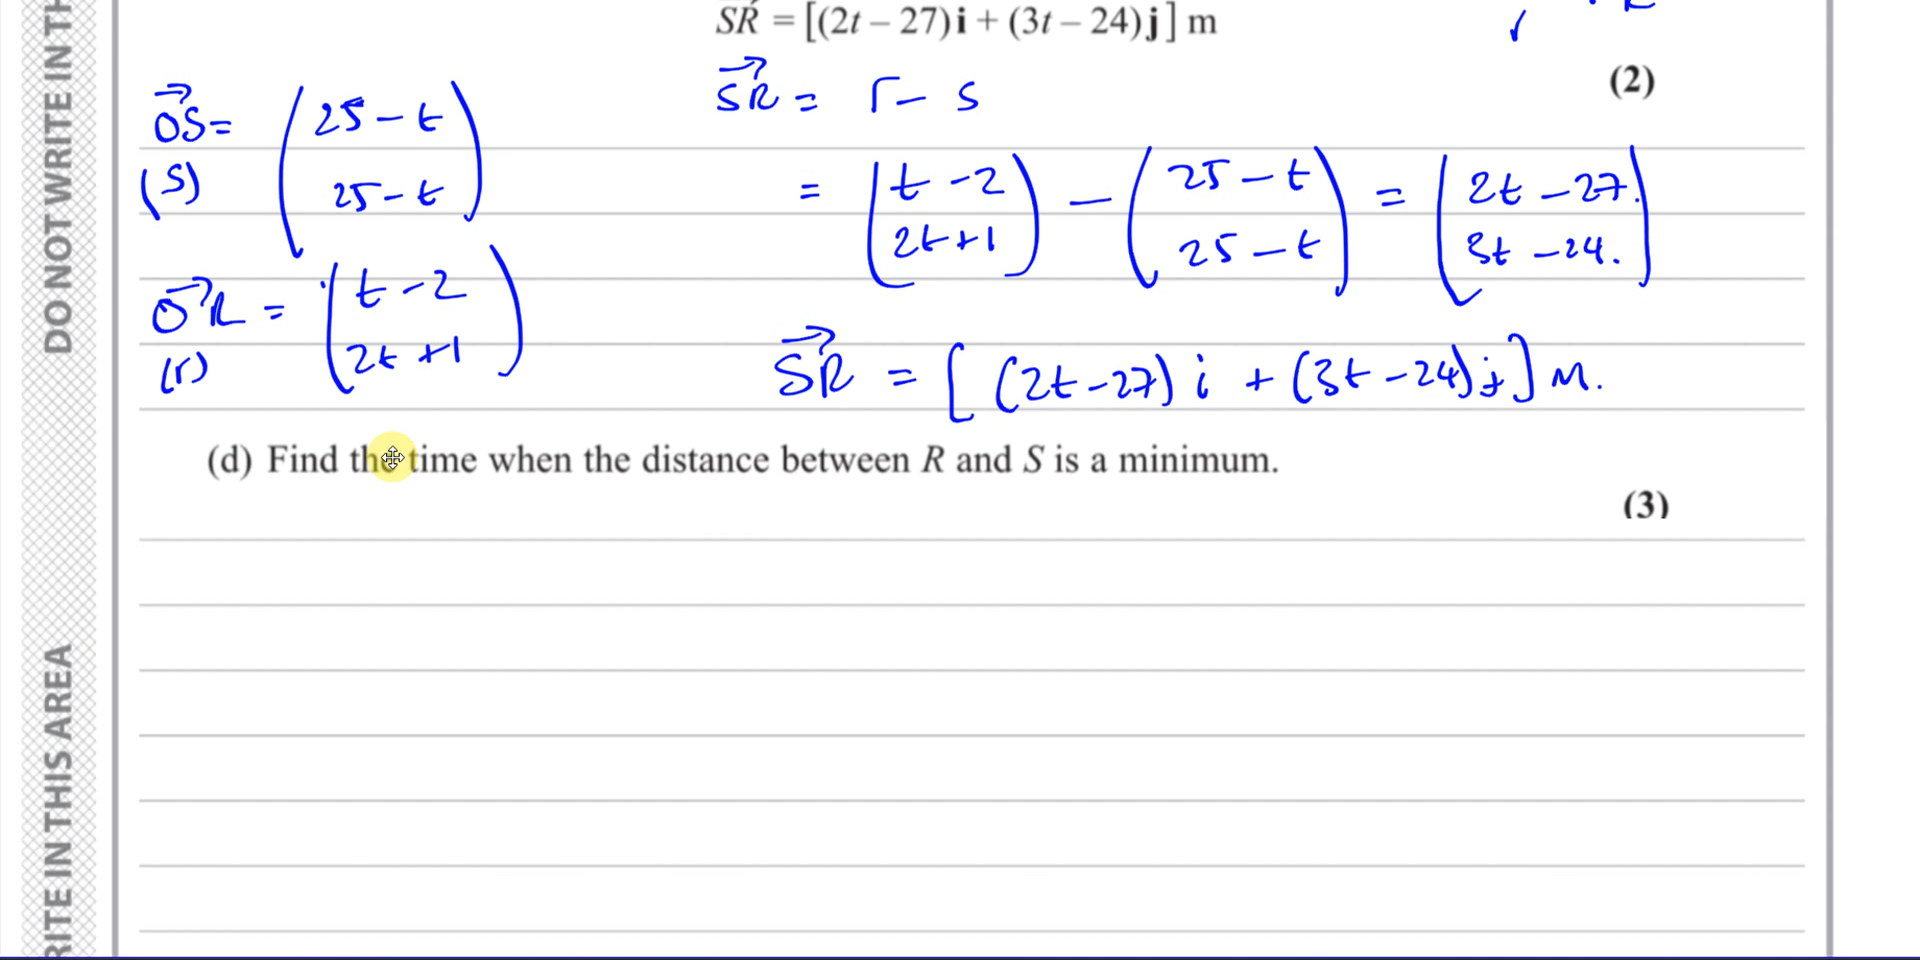 SR = [(2t – 27) i + (3t – 24) j ] m
(2)
SR = r – s
OS = (25 – t
25 – t)
(s)
= (t – 2
2t + 1) – (25 – t
25 – t) = (2t – 27.
3t – 24.)
OR = (t – 2
2t + 1)
(r)
SR = [ (2t – 27) i + (3t – 24) j ] m.
(d) Find the time when the distance between R and S is a minimum.
(3)
DO NOT WRITE IN TH
RITE IN THIS AREA